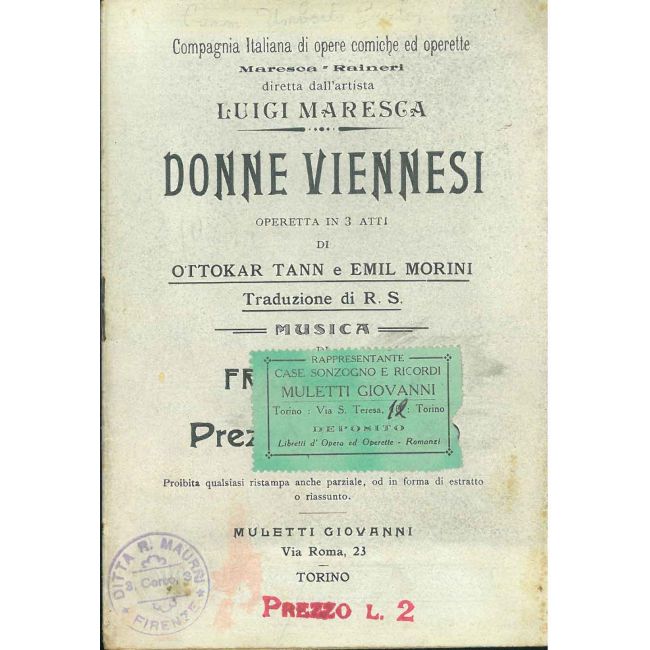 Compagnia Italiana di opere comiche ed operette
Maresca - Raineri
diretta dall'artista
LUIGI MARESCA
DONNE VIENNESI
OPERETTA IN 3 ATTI
DI
OTTOKAR TANN e EMIL MORINI
Traduzione di R. S.
MUSICA
FR
RAPPRESENTANTE
CASE SONZOGNO E RICORDI
MULETTI GIOVANNI
Torino : Via S. Teresa, 12 : Torino
DEPOSITO
Libretti d' Opera ed Operette - Romanzi
Prez
Proibita qualsiasi ristampa anche parziale, od in forma di estratto
o riassunto.
MULETTI GIOVANNI
Via Roma, 23
TORINO
PREZZO L. 2
DITTA R. MAURRI
FIRENZE